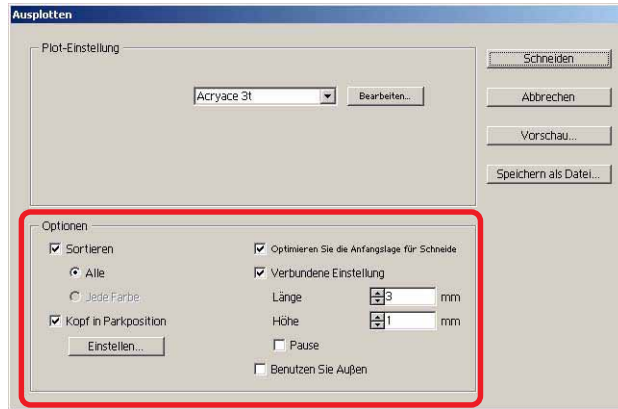 Ausplotten
Plot-Einstellung
Acryace 3t
Bearbeiten...
Schneiden
Abbrechen
Vorschau...
Speichern als Datei...
Optionen
Sortieren
Alle
Jede Farbe
Kopf in Parkposition
Einstellen...
Optimieren Sie die Anfangslage für Schneide
Verbundene Einstellung
Länge 3 mm
Höhe 1 mm
Pause
Benutzen Sie Außen